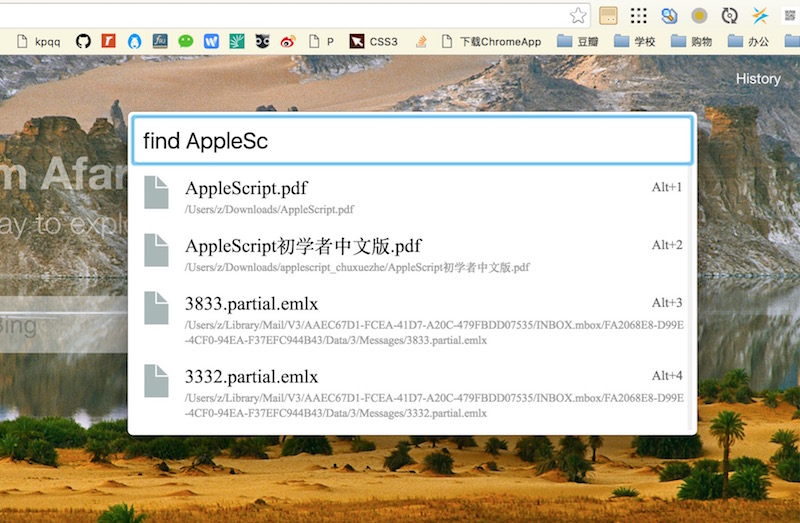 kpqq
P
CSS3
下载ChromeApp
豆瓣
学校
购物
办公
History
find AppleSc
AppleScript.pdf
Alt+1
/Users/z/Downloads/AppleScript.pdf
AppleScript初学者中文版.pdf
Alt+2
/Users/z/Downloads/applescript_chuxuezhe/AppleScript初学者中文版.pdf
3833.partial.emlx
Alt+3
/Users/z/Library/Mail/V3/AAEC67D1-FCEA-41D7-A20C-479FBDD07535/INBOX.mbox/FA2068E8-D99E
-4CF0-94EA-F37EFC944B43/Data/3/Messages/3833.partial.emlx
3332.partial.emlx
Alt+4
/Users/z/Library/Mail/V3/AAEC67D1-FCEA-41D7-A20C-479FBDD07535/INBOX.mbox/FA2068E8-D99E
-4CF0-94EA-F37EFC944B43/Data/3/Messages/3332.partial.emlx